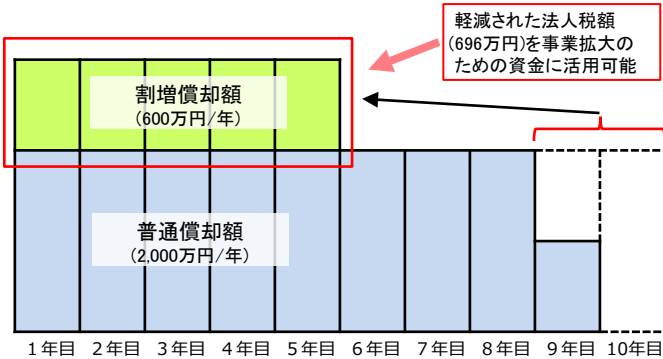 軽減された法人税額
(696万円)を事業拡大の
ための資金に活用可能
割増償却額
(600万円/年)
普通償却額
(2,000万円/年)
1年目 2年目 3年目 4年目 5年目 6年目 7年目 8年目 9年目 10年目